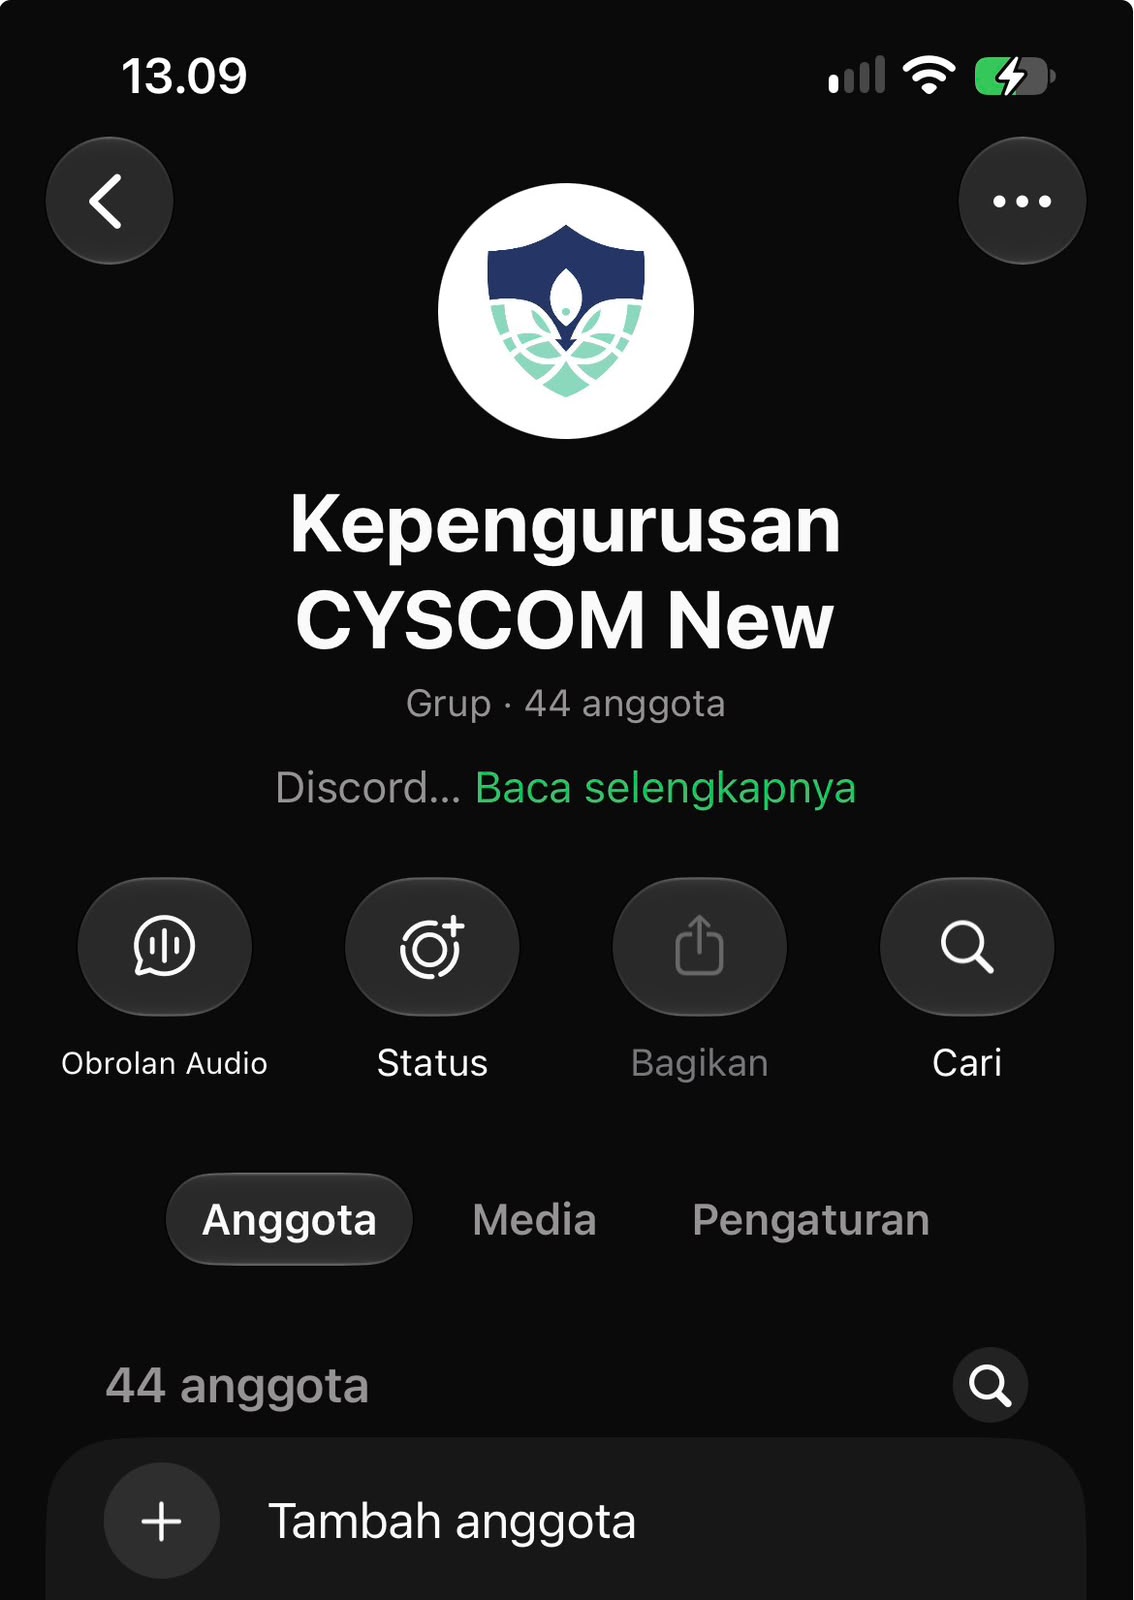 13.09
Kepengurusan
CYSCOM New
Grup · 44 anggota
Discord... Baca selengkapnya
Obrolan Audio
Status
Bagikan
Cari
Anggota
Media
Pengaturan
44 anggota
Tambah anggota